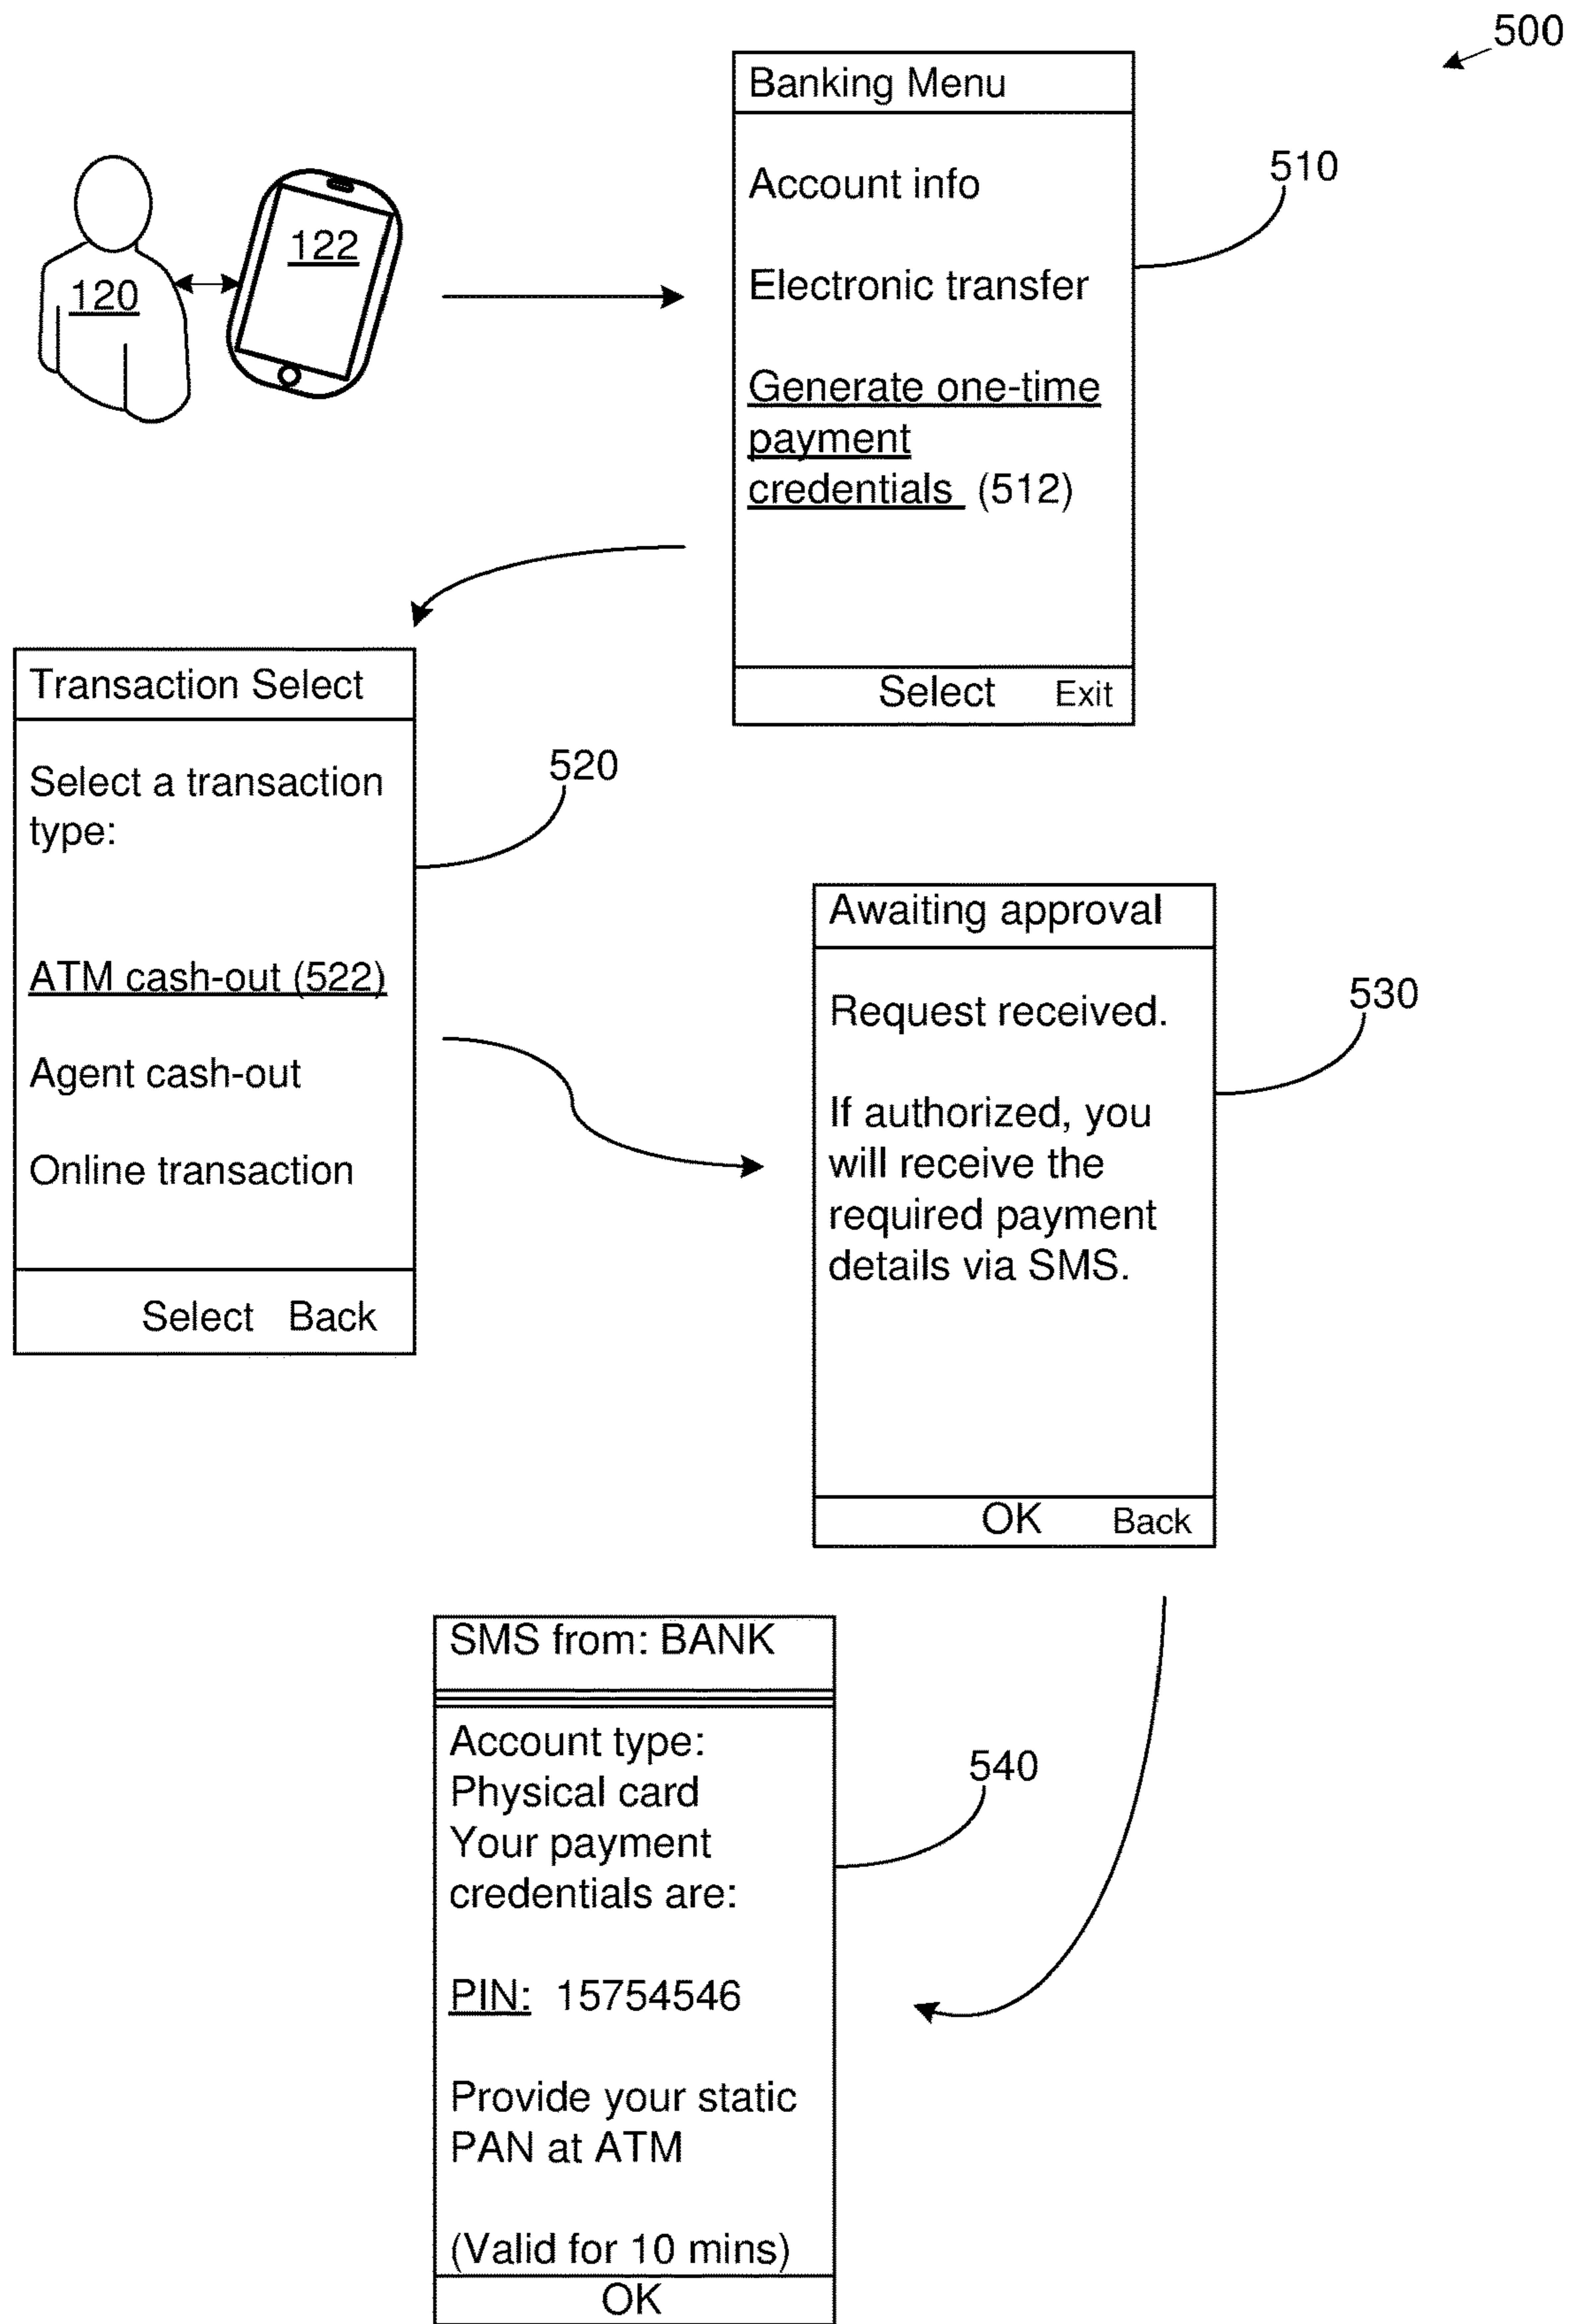 500
Banking Menu
Account info
Electronic transfer
Generate one-time
payment
credentials (512)
Select Exit
510
120
122
Transaction Select
Select a transaction
type:
ATM cash-out (522)
Agent cash-out
Online transaction
Select Back
520
Awaiting approval
Request received.
If authorized, you
will receive the
required payment
details via SMS.
OK Back
530
SMS from: BANK
Account type:
Physical card
Your payment
credentials are:
PIN: 15754546
Provide your static
PAN at ATM
(Valid for 10 mins)
OK
540